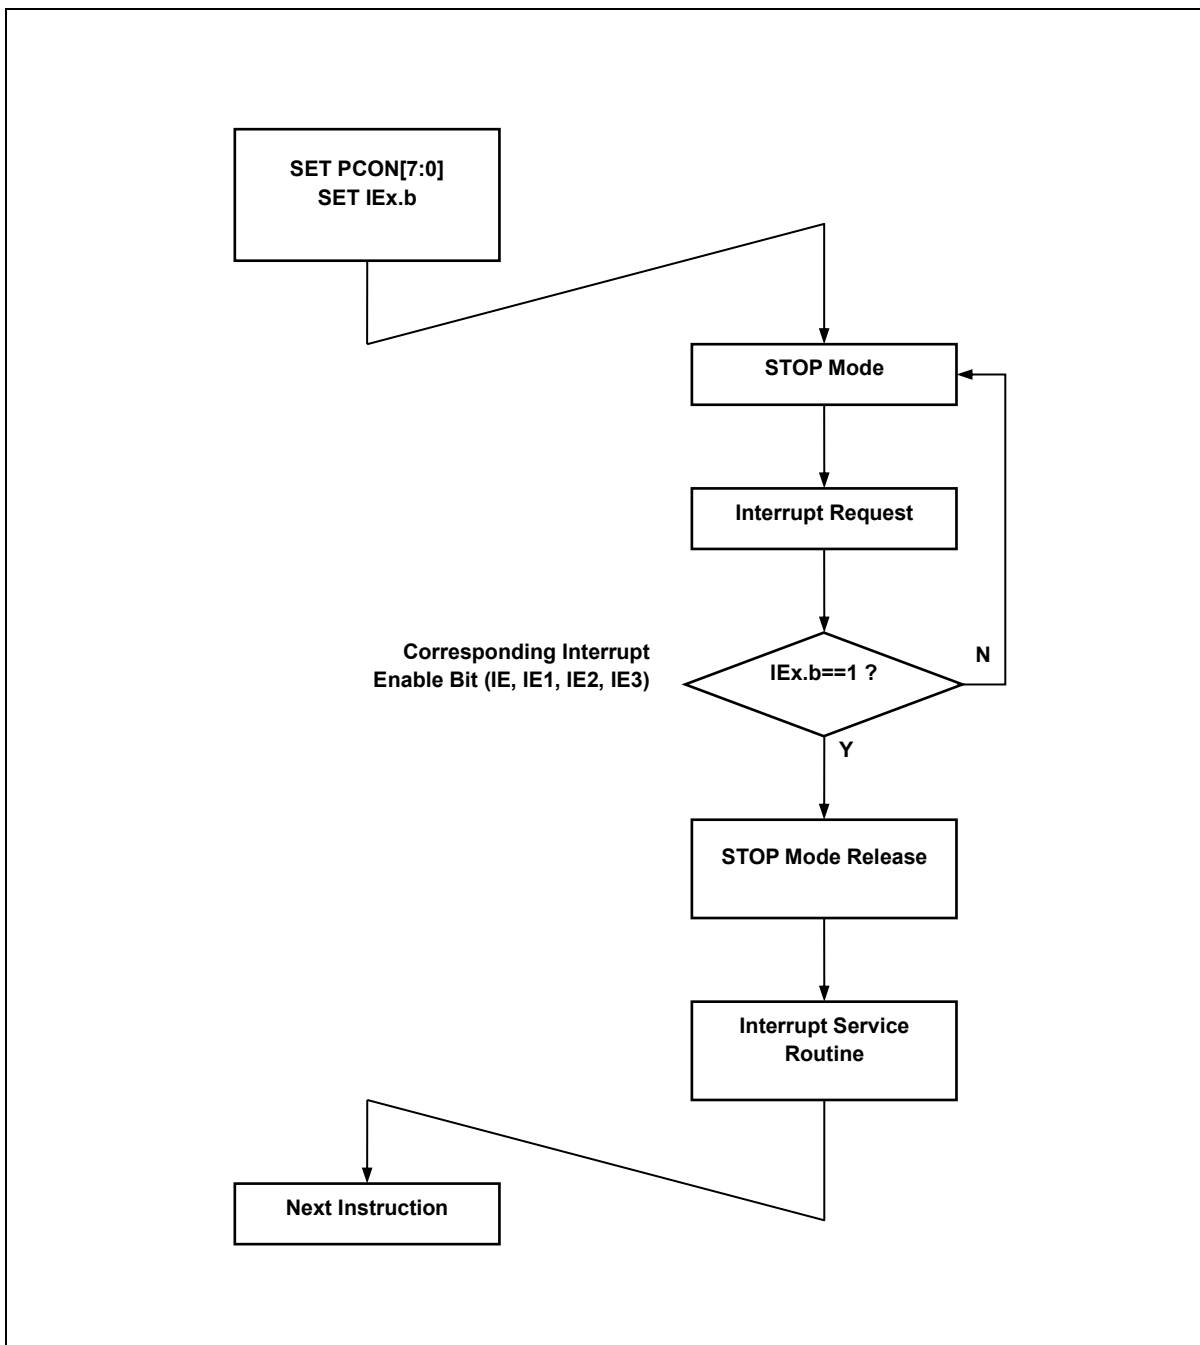 SET PCON[7:0]
SET IEx.b
STOP Mode
Interrupt Request
Corresponding Interrupt
Enable Bit (IE, IE1, IE2, IE3)
IEx.b==1 ?
N
Y
STOP Mode Release
Interrupt Service
Routine
Next Instruction